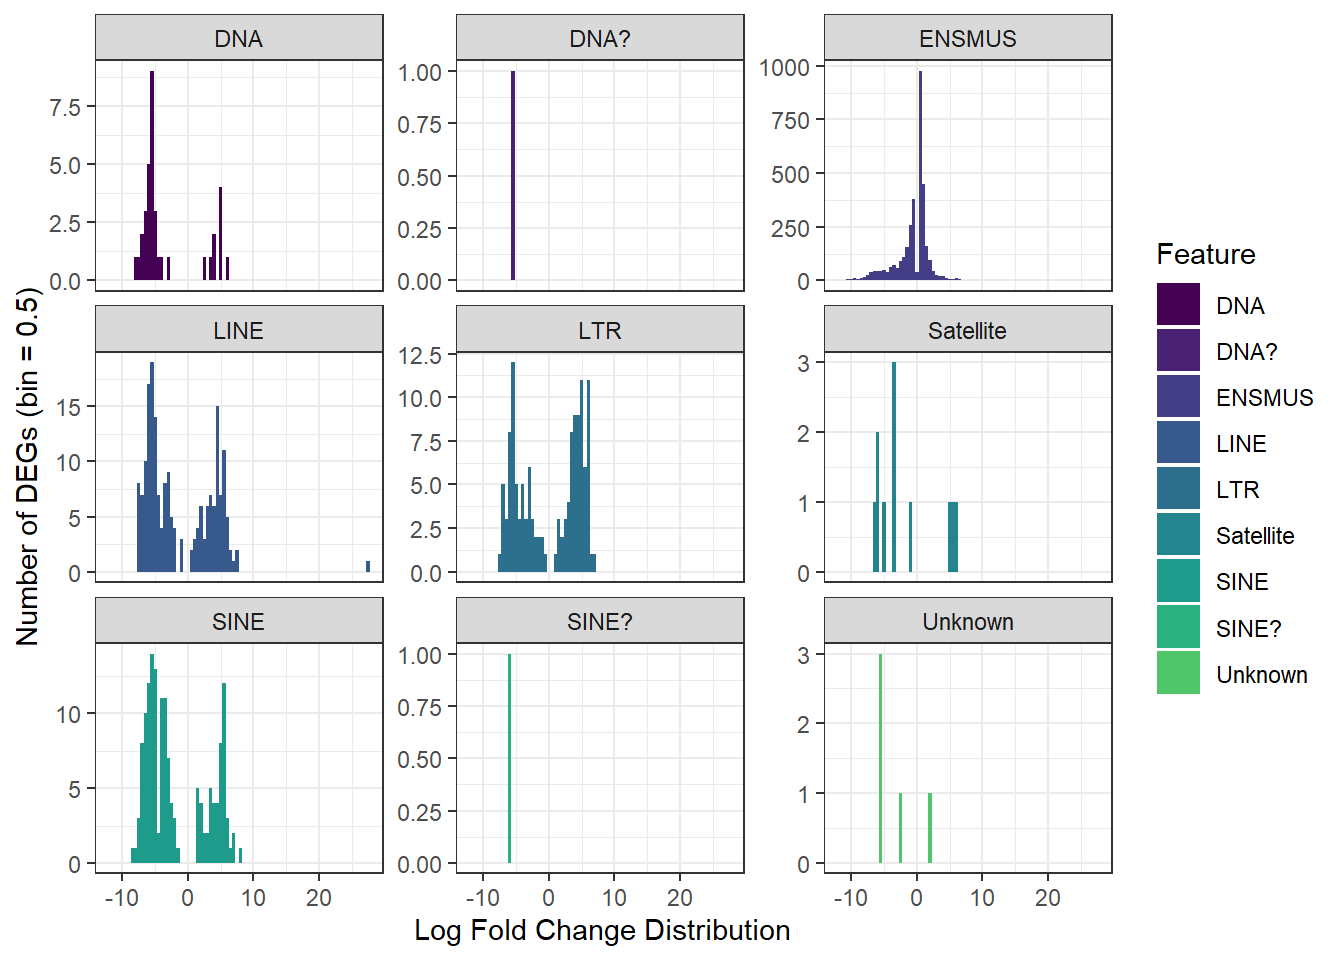 DNA
DNA?
ENSMUS
7.5
5.0
2.5
0.0
1.00
0.75
0.50
0.25
0.00
1000
750
500
250
0
LINE
LTR
Satellite
15
10
5
0
12.5
10.0
7.5
5.0
2.5
0.0
3
2
1
0
SINE
SINE?
Unknown
10
5
0
1.00
0.75
0.50
0.25
0.00
3
2
1
0
-10 0 10 20
-10 0 10 20
-10 0 10 20
Log Fold Change Distribution
Number of DEGs (bin = 0.5)
Feature
DNA
DNA?
ENSMUS
LINE
LTR
Satellite
SINE
SINE?
Unknown